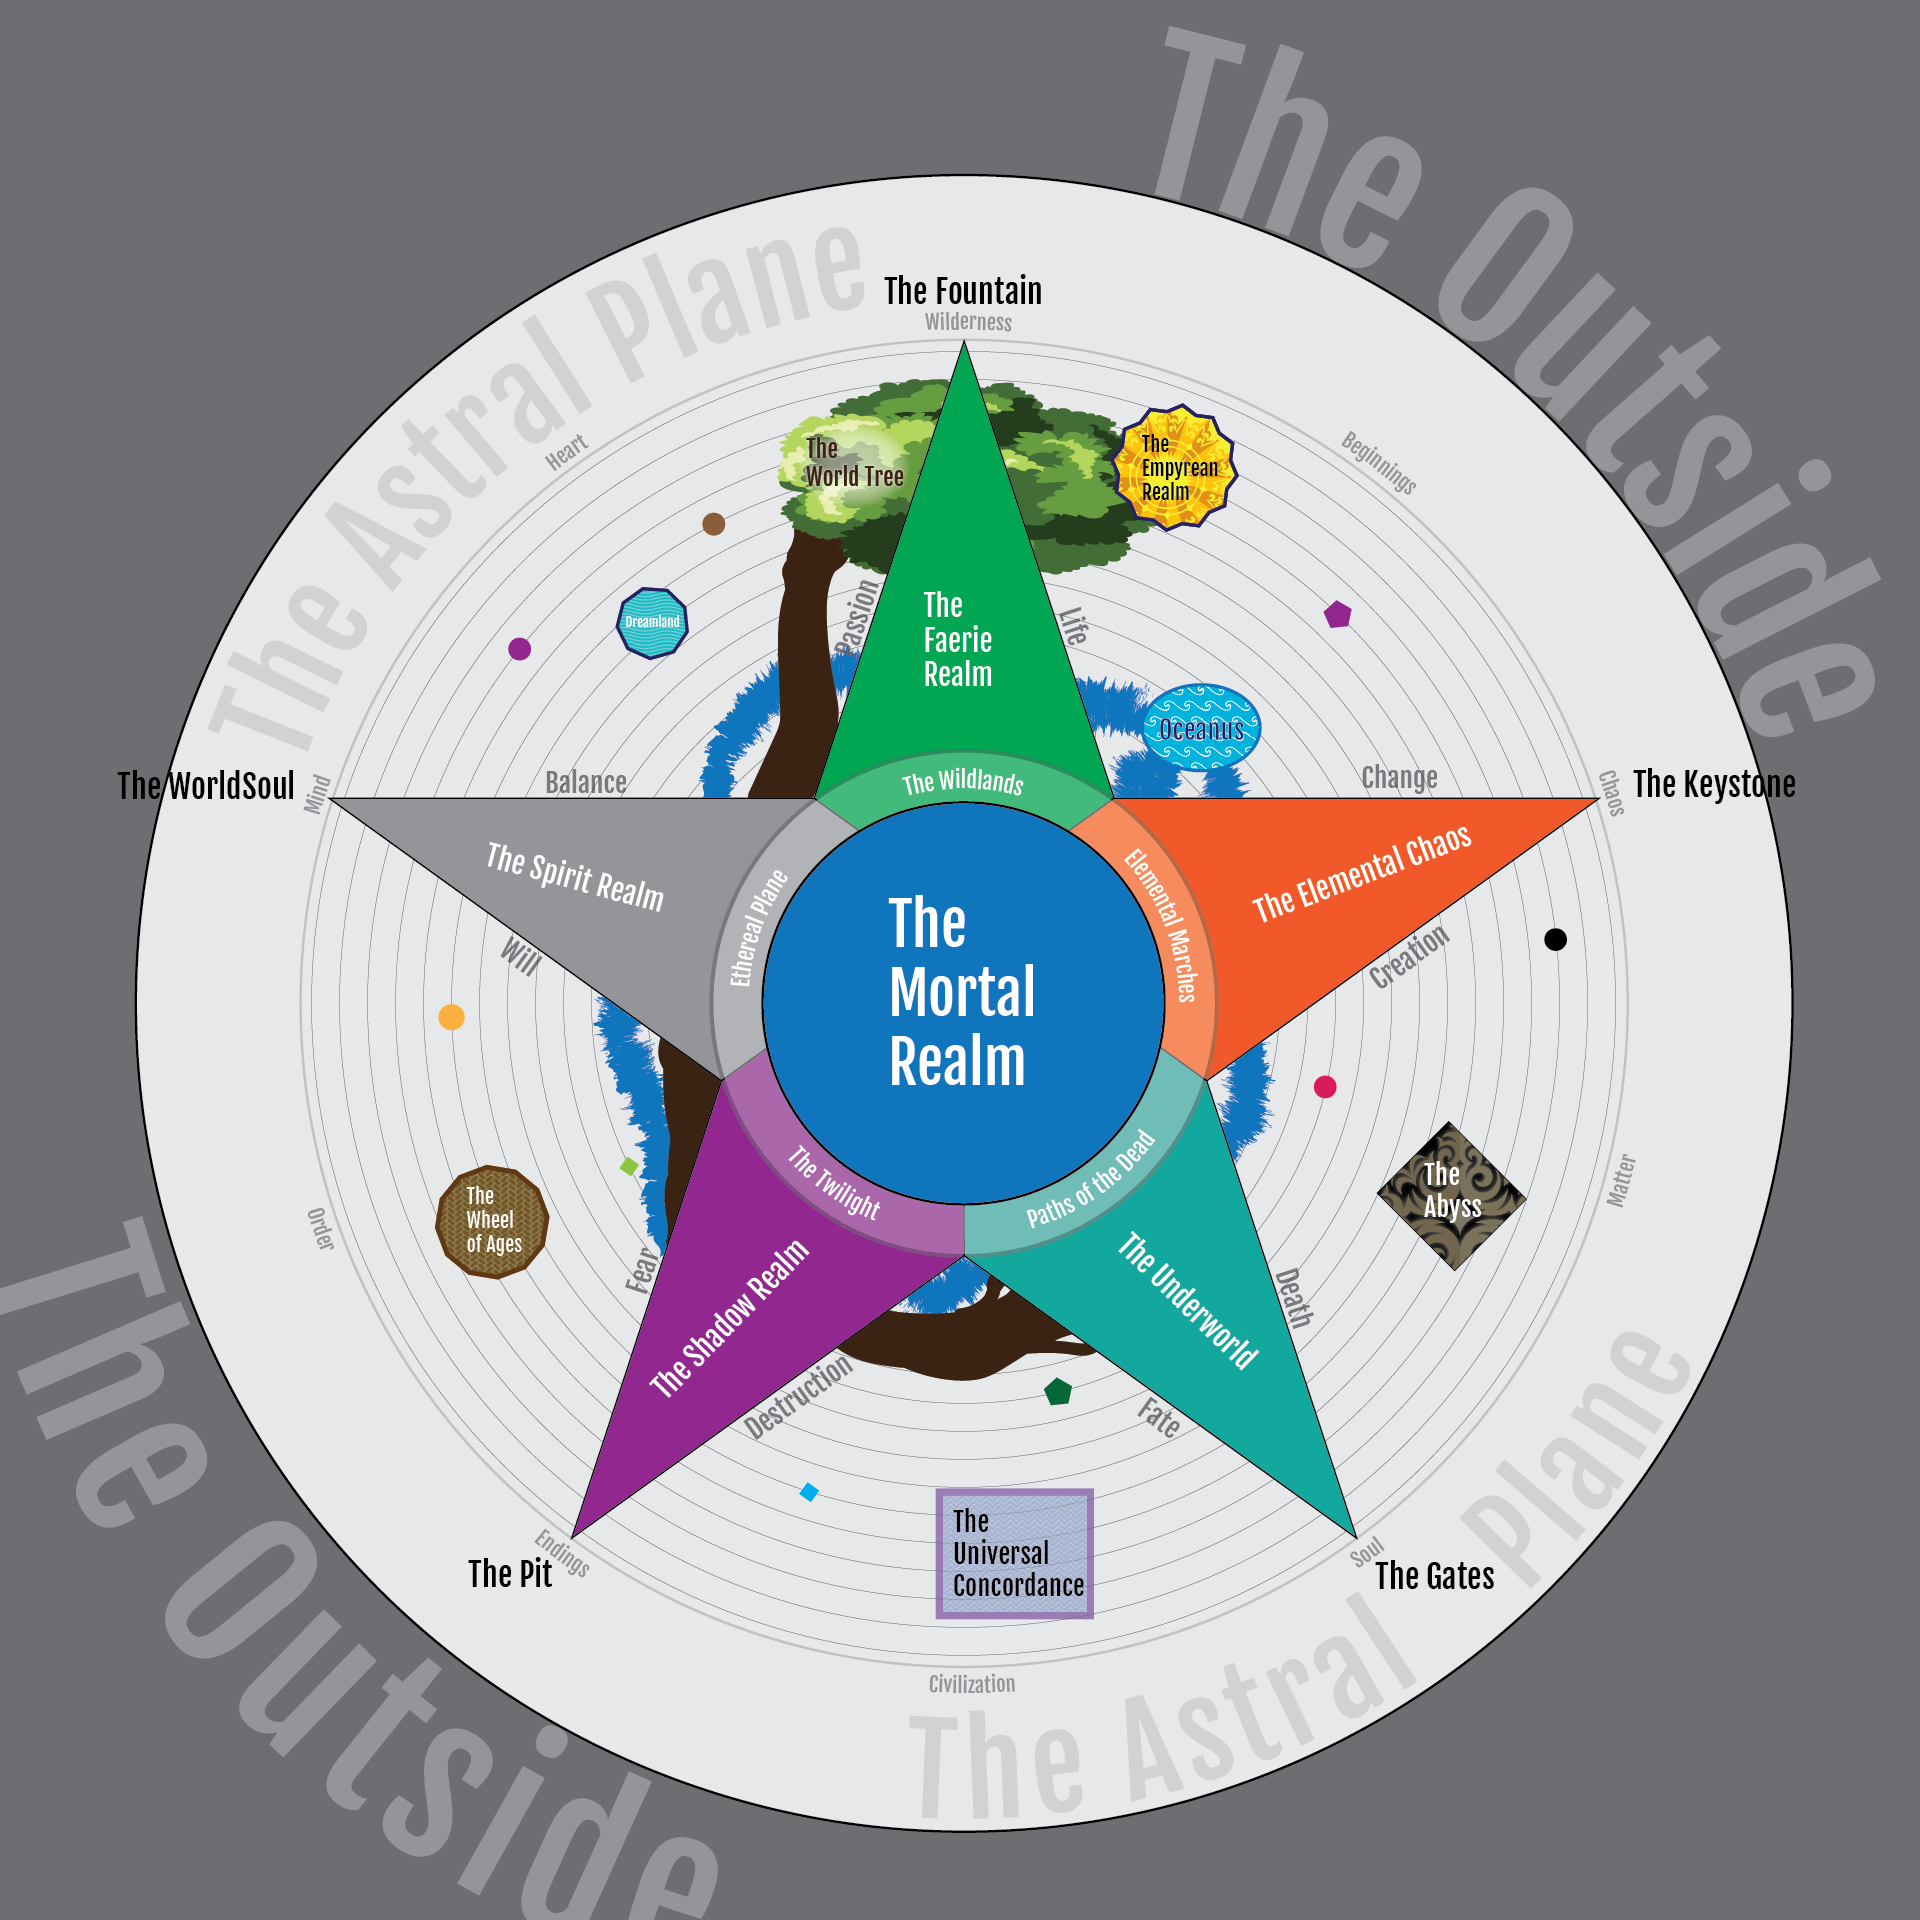 The Outside
The Astral Plane
The Fountain
Wilderness
Heart
Beginnings
The
World Tree
The
Empyrean
Realm
Dreamland
Passion
The
Faerie
Realm
Life
Oceanus
The WorldSoul
Mind
Balance
The Wildlands
Change
Chaos
The Keystone
The Spirit Realm
Ethereal Plane
The
Mortal
Realm
Elemental Marches
The Elemental Chaos
Will
Creation
The
Wheel
of Ages
Order
Fear
The Twilight
Paths of the Dead
The Shadow Realm
The Underworld
Death
The
Abyss
Matter
Destruction
Fate
The
Universal
Concordance
Endings
The Pit
Soul
The Gates
Civilization
The Astral Plane
The Outside